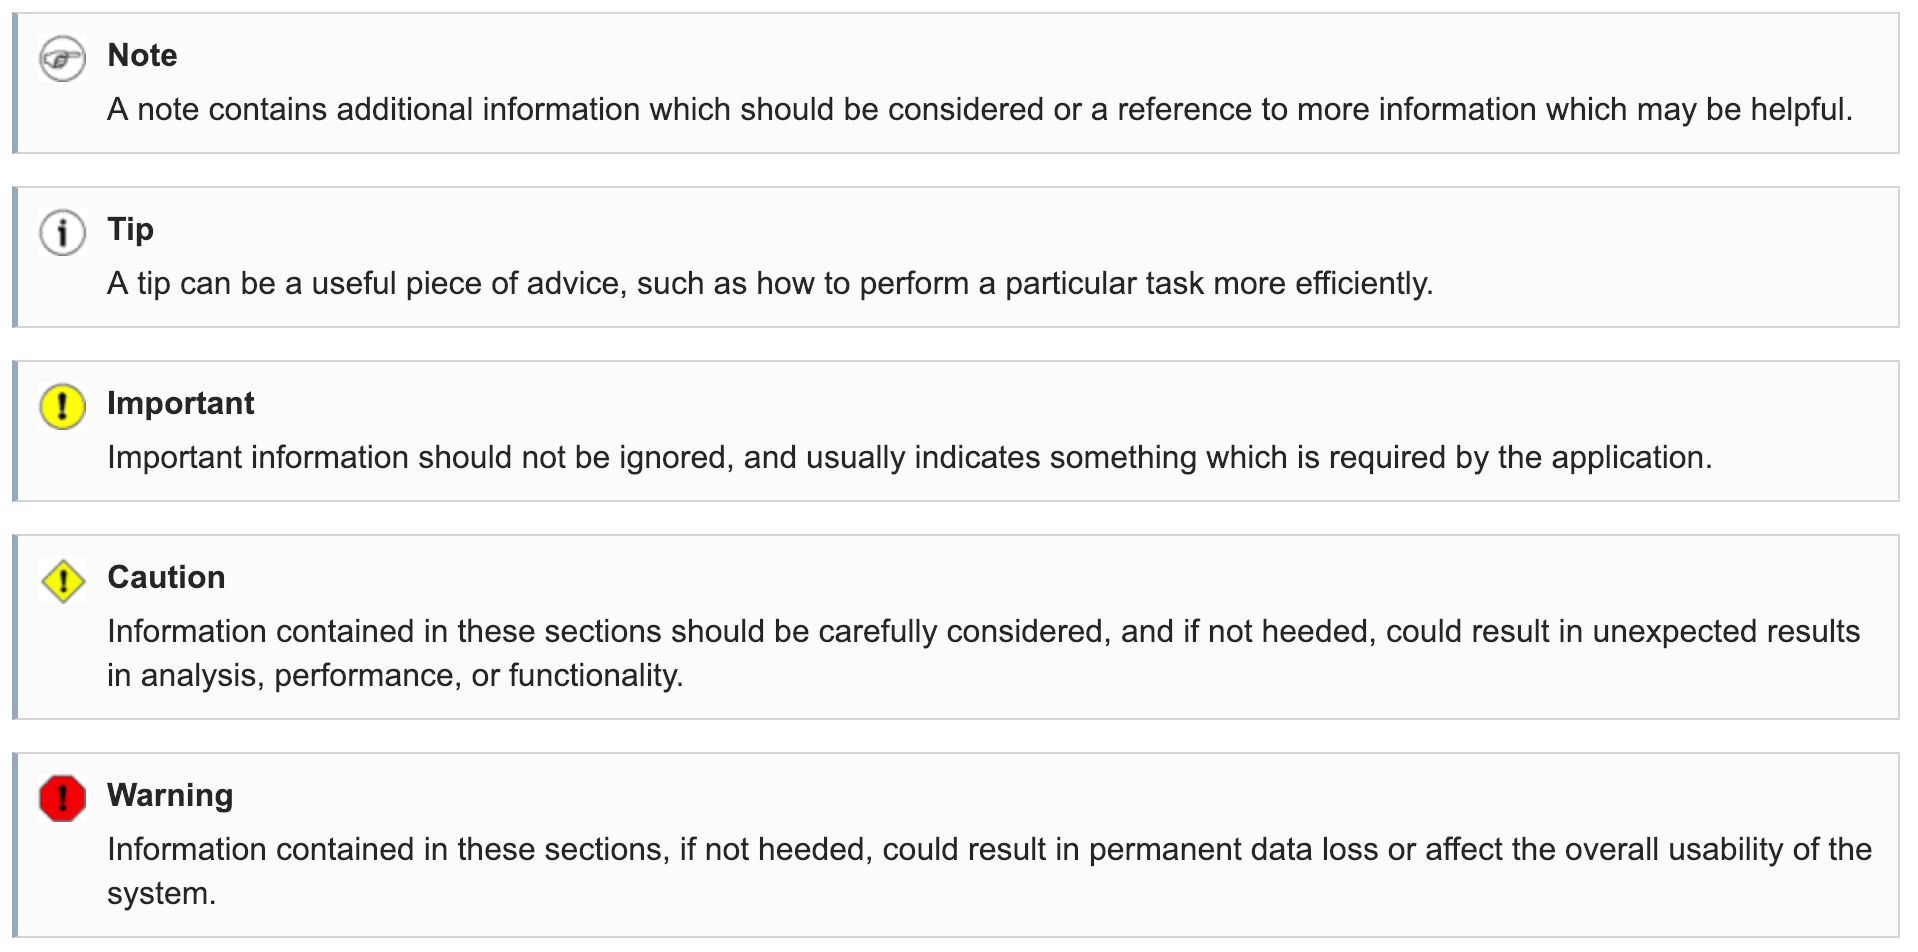 Note
A note contains additional information which should be considered or a reference to more information which may be helpful.
Tip
A tip can be a useful piece of advice, such as how to perform a particular task more efficiently.
Important
Important information should not be ignored, and usually indicates something which is required by the application.
Caution
Information contained in these sections should be carefully considered, and if not heeded, could result in unexpected results
in analysis, performance, or functionality.
Warning
Information contained in these sections, if not heeded, could result in permanent data loss or affect the overall usability of the
system.